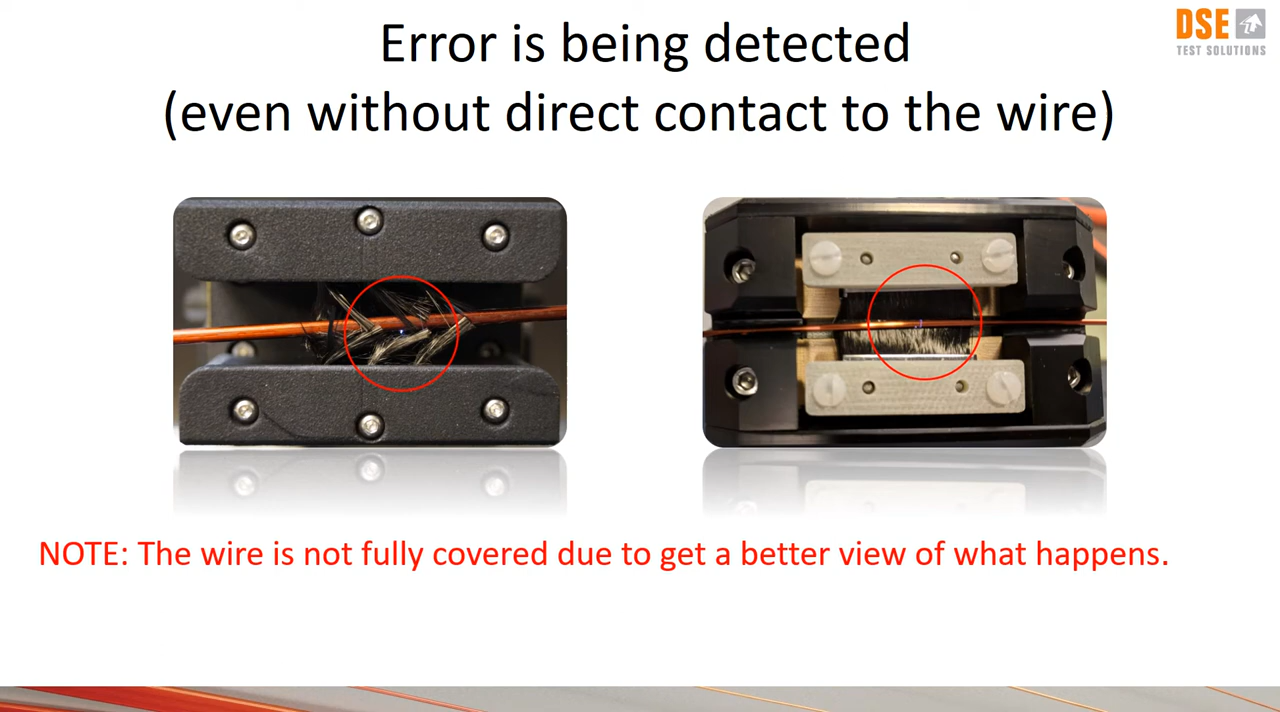 Error is being detected
(even without direct contact to the wire)
DSE
TEST SOLUTIONS
NOTE: The wire is not fully covered due to get a better view of what happens.